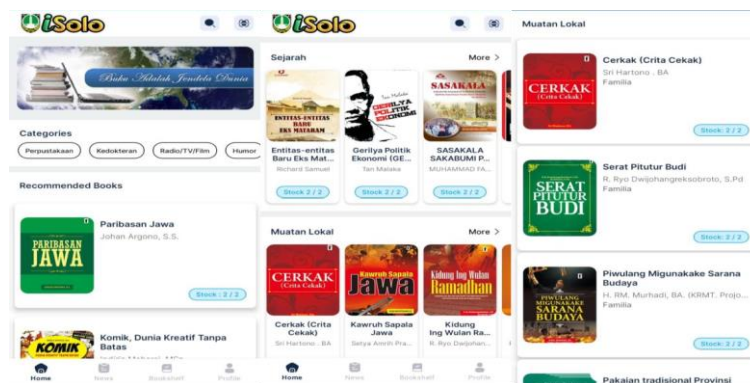 iSolo
Buku Adalah Jendela Dunia
Categories
Perpustakaan
Kedokteran
Radio/TV/Film
Humor
Recommended Books
PARIBASAN
JAWA
Paribasan Jawa
Johan Argono, S.S.
Stock : 2 / 2
KOMIK
Komik, Dunia Kreatif Tanpa
Batas
Home
News
Bookshelf
Profile
iSolo
Sejarah
More >
ENTITAS-ENTITAS
BARU
EKS MATARAM
Entitas-entitas
Baru Eks Mat...
Richard Samuel
Stock 2 / 2
Tan Malaka
GERILYA
POLITIK
EKONOMI
Gerilya Politik
Ekonomi (GE...
Tan Malaka
Stock 2 / 2
SASAKALA
SASAKALA
SAKABUMI P...
MUHAMMAD FA...
Stock 2 / 2
Muatan Lokal
More >
CERKAK
(Crita Cekak)
Cerkak (Crita
Cekak)
Sri Hartono . BA
Kawruh Sapala
Jawa
Kawruh Sapala
Jawa
Setya Amrih Pra...
Kidung Ing Wulan
Ramadhan
Kidung
Ing Wulan Ra...
R. Ryo Dwijohan...
Home
News
Bookshelf
Profile
Muatan Lokal
CERKAK
(Crita Cekak)
Cerkak (Crita Cekak)
Sri Hartono . BA
Familia
Stock: 2 / 2
SERAT
PITUTUR
BUDI
Serat Pitutur Budi
R. Ryo Dwijohangreksobroto, S.Pd
Familia
Stock: 2 / 2
PIWULANG
MIGUNAKAKE
SARANA
BUDAYA
Piwulang Migunakake Sarana
Budaya
H. RM. Murhadi, BA. (KRMT. Projo...
Familia
Stock: 2 / 2
Pakaian tradisional Provinsi